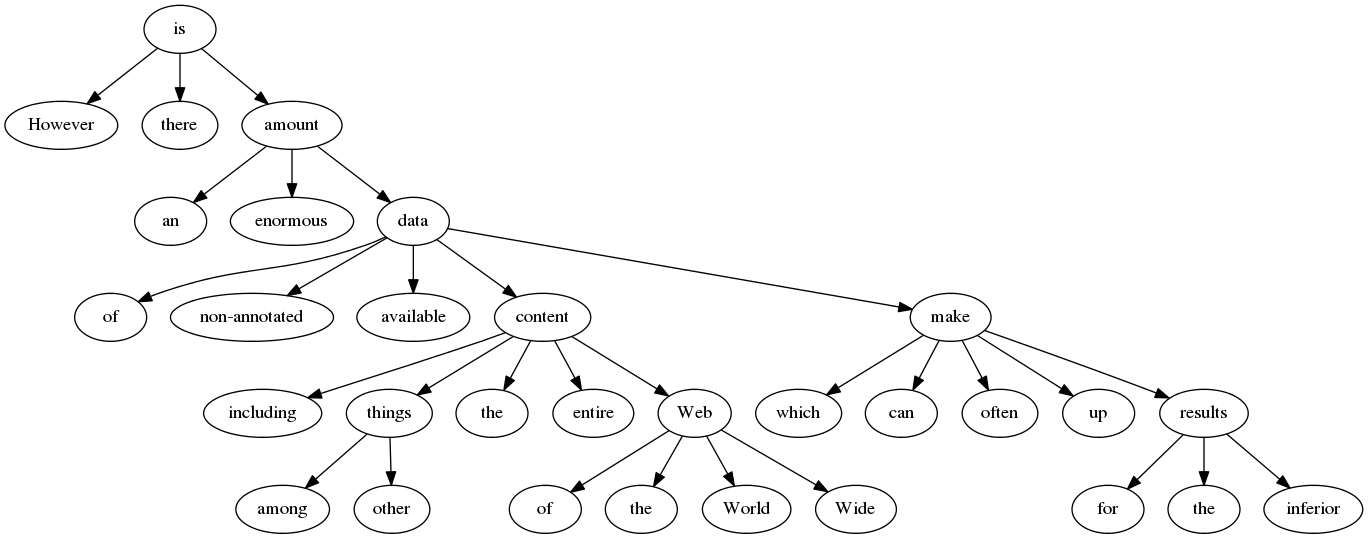 is
However there amount
an enormous data
of non-annotated available content make
including things the entire Web which can often up results
among other of the World Wide for the inferior